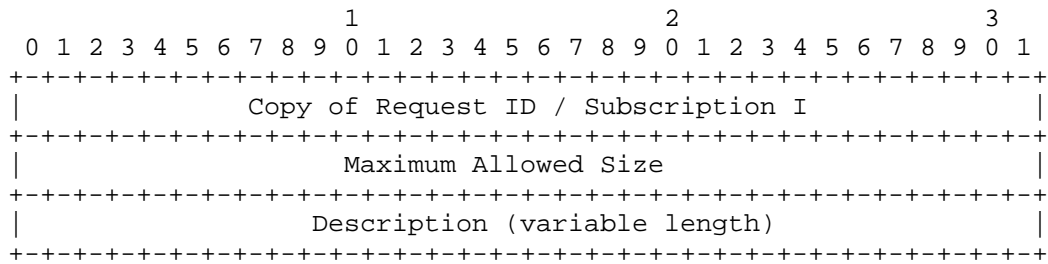 1                   2                   3
 0 1 2 3 4 5 6 7 8 9 0 1 2 3 4 5 6 7 8 9 0 1 2 3 4 5 6 7 8 9 0 1
+-+-+-+-+-+-+-+-+-+-+-+-+-+-+-+-+-+-+-+-+-+-+-+-+-+-+-+-+-+-+-+-+
|              Copy of Request ID / Subscription I              |
+-+-+-+-+-+-+-+-+-+-+-+-+-+-+-+-+-+-+-+-+-+-+-+-+-+-+-+-+-+-+-+-+
|                    Maximum Allowed Size                       |
+-+-+-+-+-+-+-+-+-+-+-+-+-+-+-+-+-+-+-+-+-+-+-+-+-+-+-+-+-+-+-+-+
|                  Description (variable length)                |
+-+-+-+-+-+-+-+-+-+-+-+-+-+-+-+-+-+-+-+-+-+-+-+-+-+-+-+-+-+-+-+-+